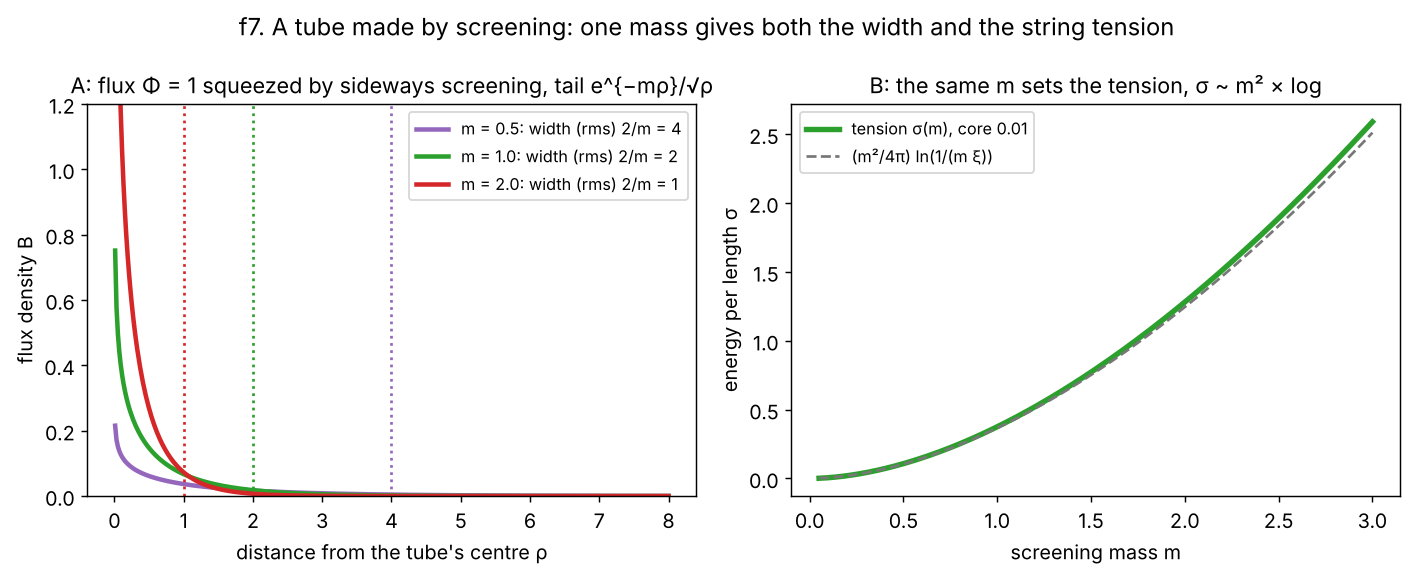 f7. A tube made by screening: one mass gives both the width and the string tension
A: flux Φ = 1 squeezed by sideways screening, tail e^{−mρ}/√ρ
flux density B
1.2
1.0
0.8
0.6
0.4
0.2
0.0
m = 0.5: width (rms) 2/m = 4
m = 1.0: width (rms) 2/m = 2
m = 2.0: width (rms) 2/m = 1
0 1 2 3 4 5 6 7 8
distance from the tube's centre ρ
B: the same m sets the tension, σ ~ m² × log
energy per length σ
2.5
2.0
1.5
1.0
0.5
0.0
tension σ(m), core 0.01
(m²/4π) ln(1/(m ξ))
0.0 0.5 1.0 1.5 2.0 2.5 3.0
screening mass m